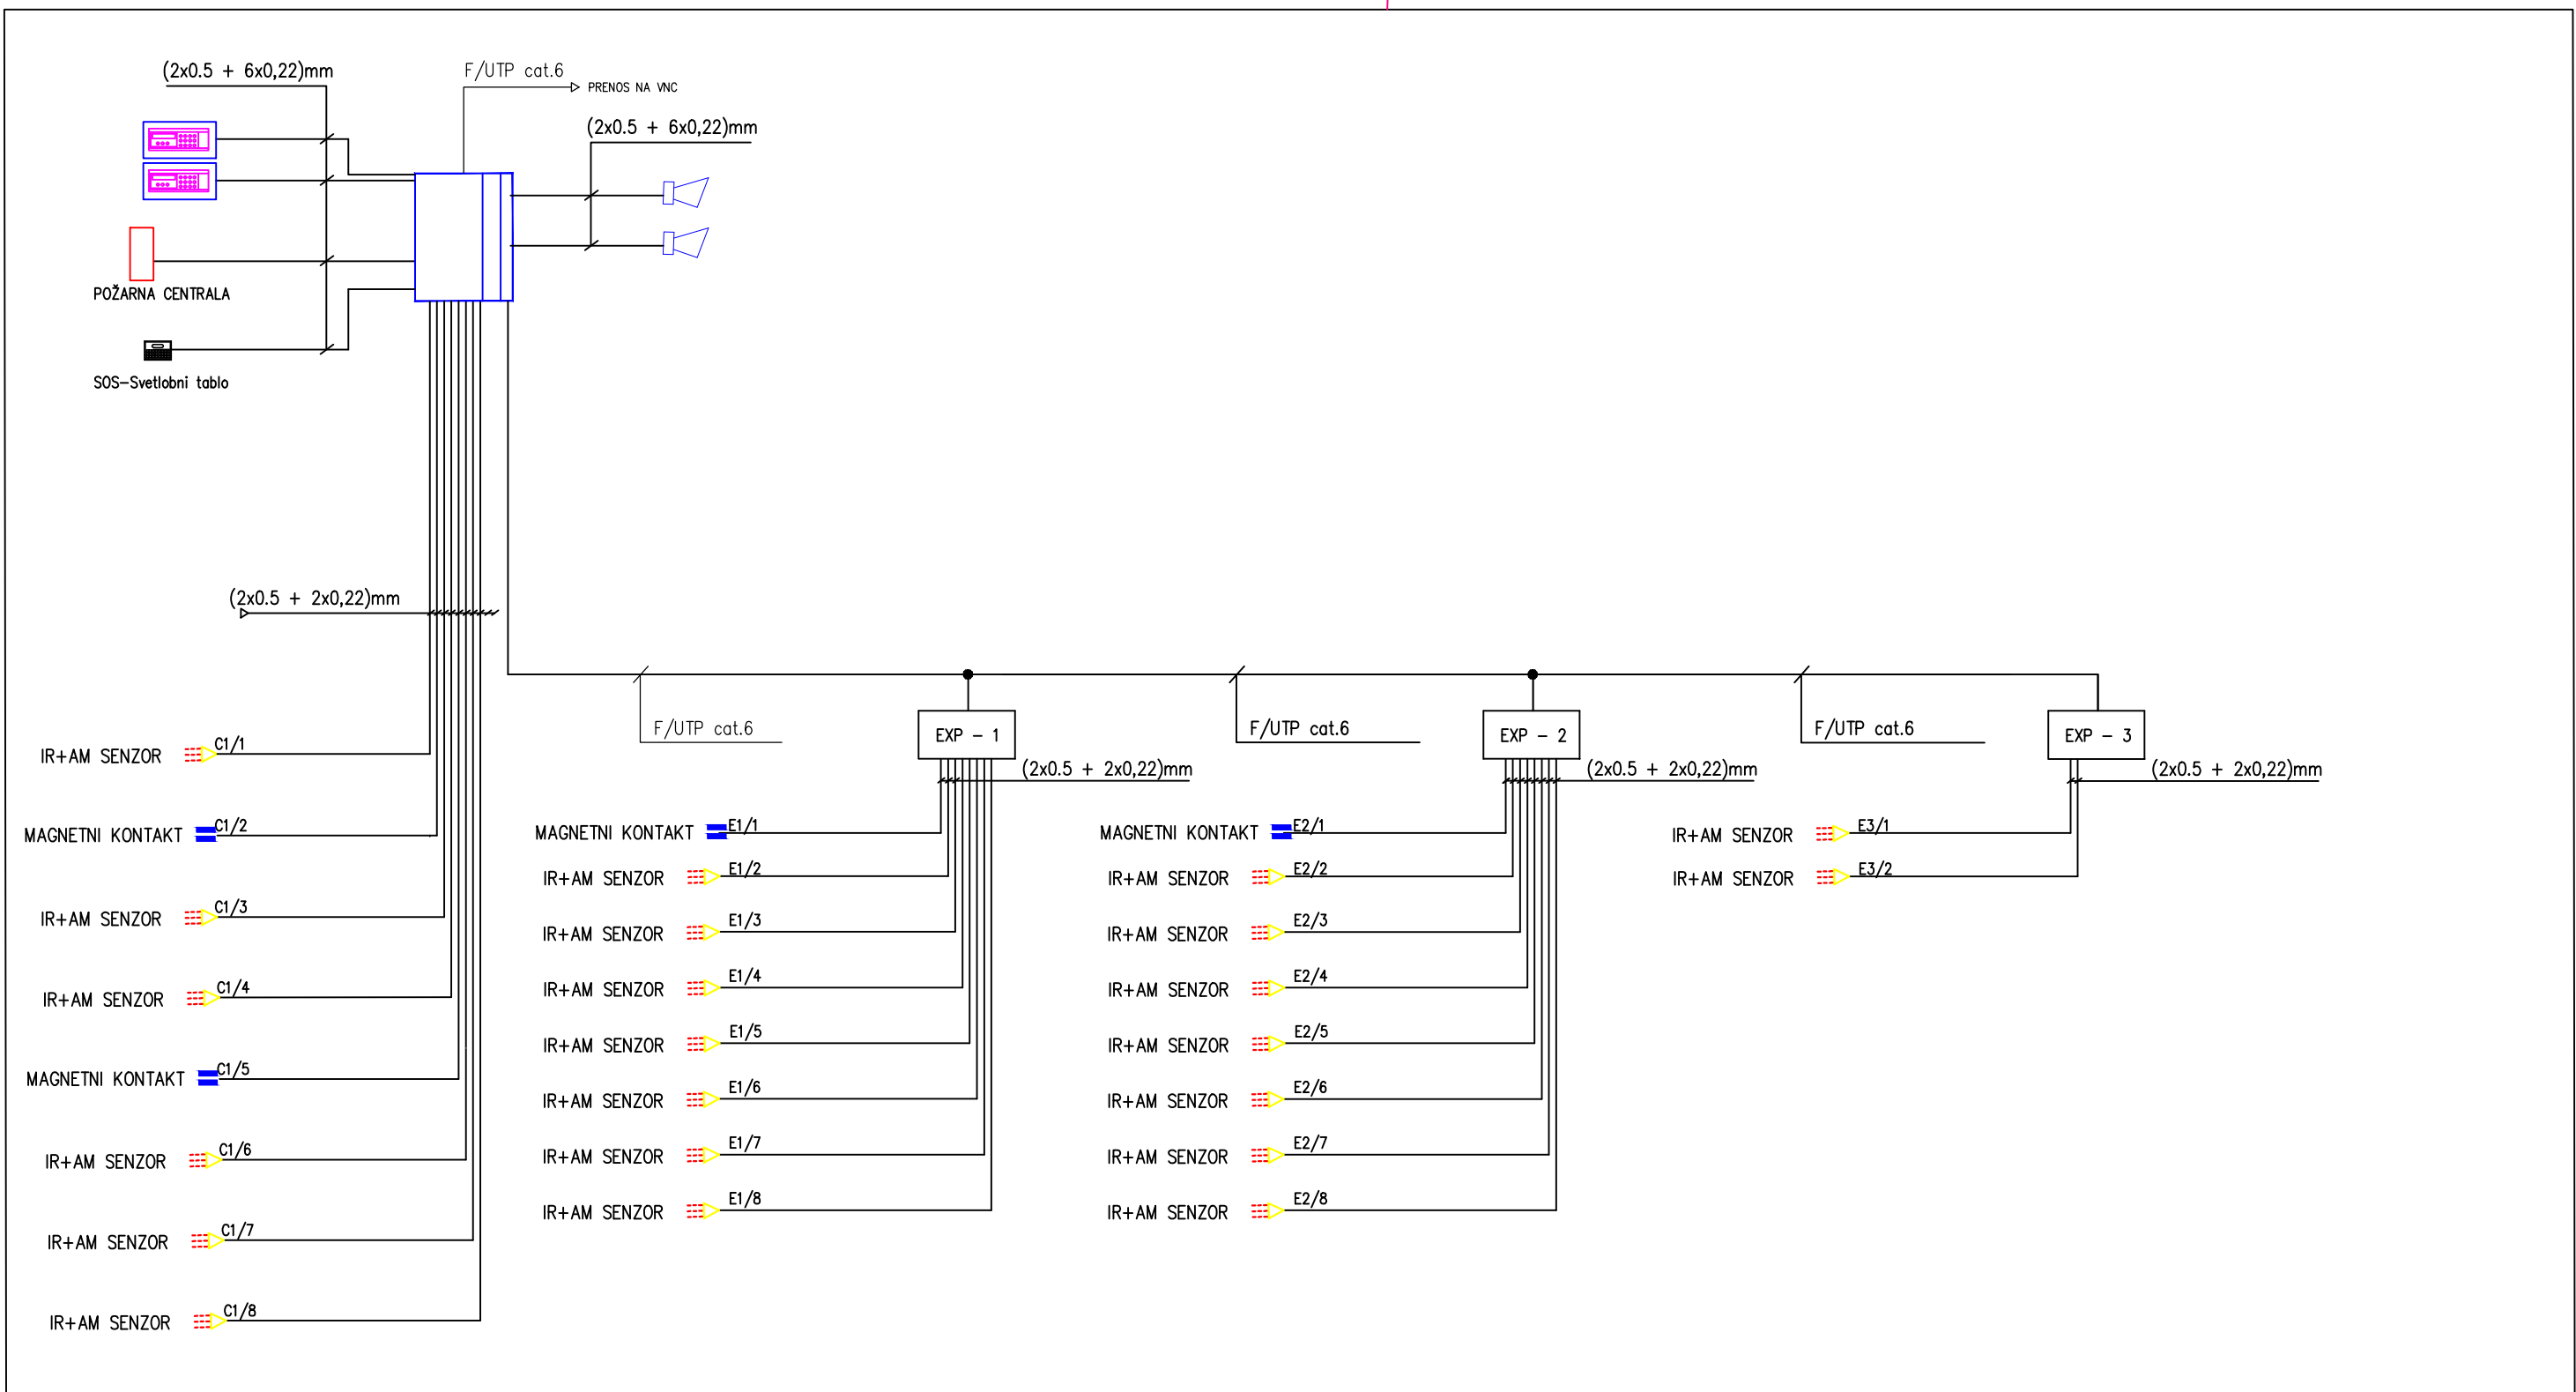 (2x0.5 + 6x0,22)mm
F/UTP cat.6
PRENOS NA VNC
(2x0.5 + 6x0,22)mm
POŽARNA CENTRALA
SOS-Svetlobni tablo
(2x0.5 + 2x0,22)mm
IR+AM SENZOR C1/1
MAGNETNI KONTAKT C1/2
IR+AM SENZOR C1/3
IR+AM SENZOR C1/4
MAGNETNI KONTAKT C1/5
IR+AM SENZOR C1/6
IR+AM SENZOR C1/7
IR+AM SENZOR C1/8
F/UTP cat.6
EXP - 1
(2x0.5 + 2x0,22)mm
MAGNETNI KONTAKT E1/1
IR+AM SENZOR E1/2
IR+AM SENZOR E1/3
IR+AM SENZOR E1/4
IR+AM SENZOR E1/5
IR+AM SENZOR E1/6
IR+AM SENZOR E1/7
IR+AM SENZOR E1/8
F/UTP cat.6
EXP - 2
(2x0.5 + 2x0,22)mm
MAGNETNI KONTAKT E2/1
IR+AM SENZOR E2/2
IR+AM SENZOR E2/3
IR+AM SENZOR E2/4
IR+AM SENZOR E2/5
IR+AM SENZOR E2/6
IR+AM SENZOR E2/7
IR+AM SENZOR E2/8
F/UTP cat.6
EXP - 3
(2x0.5 + 2x0,22)mm
IR+AM SENZOR E3/1
IR+AM SENZOR E3/2